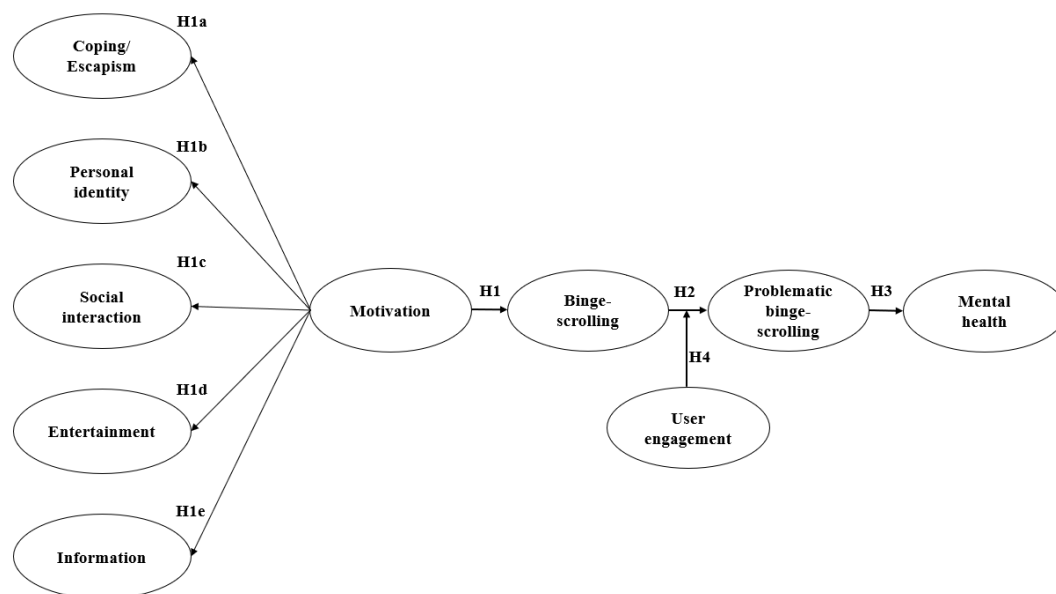 H1a
Coping/
Escapism
H1b
Personal
identity
H1c
Social
interaction
H1d
Entertainment
H1e
Information
Motivation
H1
Binge-
scrolling
H2
Problematic
binge-
scrolling
H3
Mental
health
H4
User
engagement